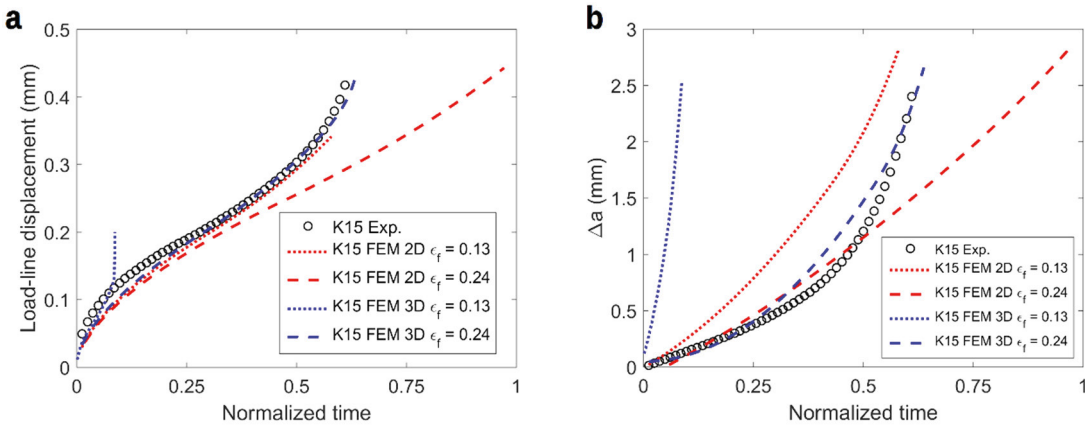 a
0.5
0.4
0.3
0.2
0.1
0
Load-line displacement (mm)
K15 Exp.
K15 FEM 2D ϵf = 0.13
K15 FEM 2D ϵf = 0.24
K15 FEM 3D ϵf = 0.13
K15 FEM 3D ϵf = 0.24
0 0.25 0.5 0.75 1
Normalized time
b
3
2.5
2
1.5
1
0.5
0
Δa (mm)
K15 Exp.
K15 FEM 2D ϵf = 0.13
K15 FEM 2D ϵf = 0.24
K15 FEM 3D ϵf = 0.13
K15 FEM 3D ϵf = 0.24
0 0.25 0.5 0.75 1
Normalized time